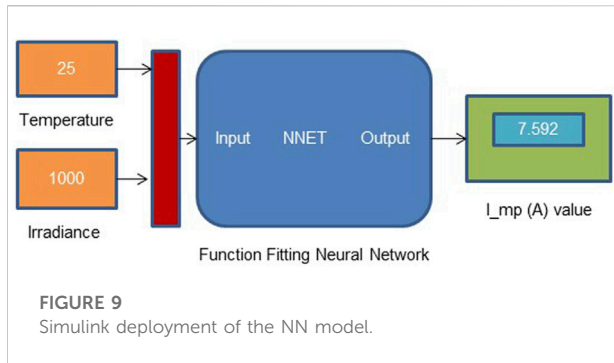 25
Temperature
1000
Irradiance
Input NNET Output
Function Fitting Neural Network
7.592
I_mp (A) value
FIGURE 9
Simulink deployment of the NN model.